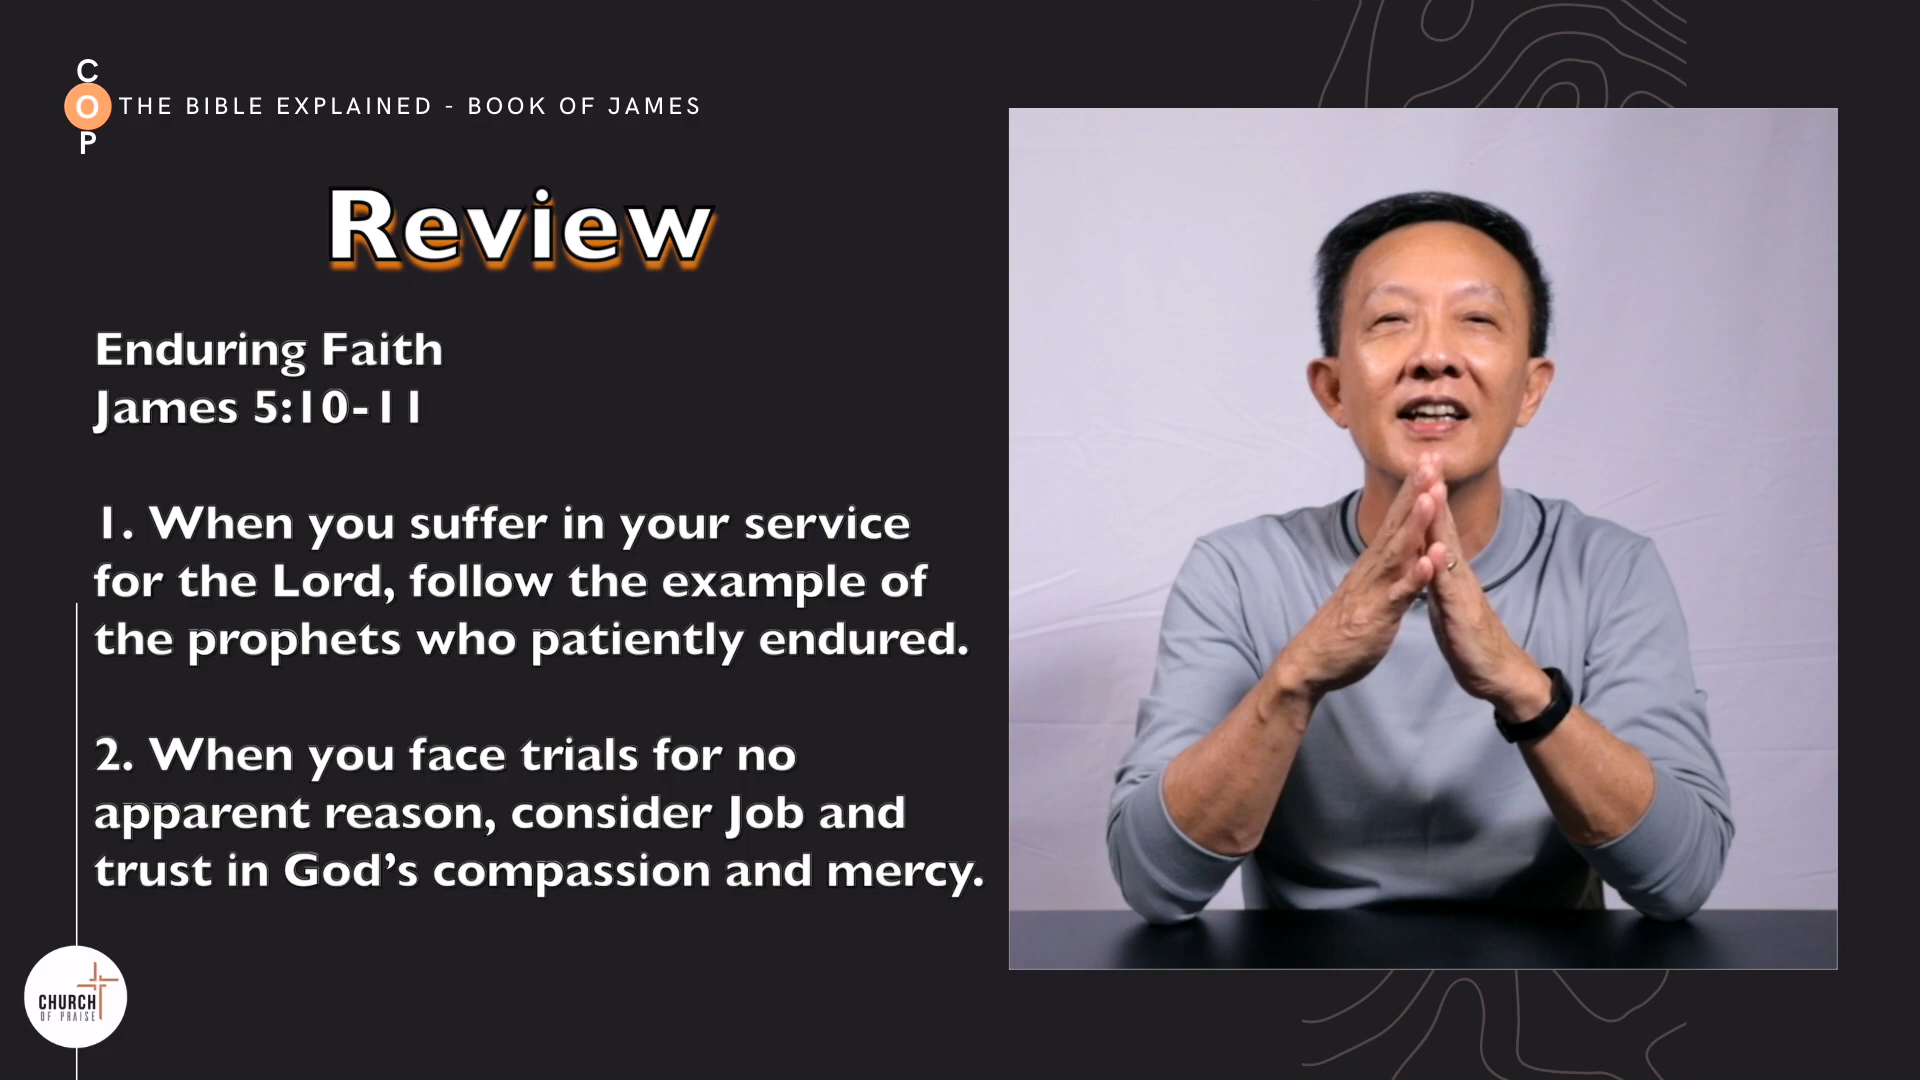 C
O
P
THE BIBLE EXPLAINED - BOOK OF JAMES
Review
Enduring Faith
James 5:10-11
1. When you suffer in your service
for the Lord, follow the example of
the prophets who patiently endured.
2. When you face trials for no
apparent reason, consider Job and
trust in God’s compassion and mercy.
CHURCH
OF PRAISE